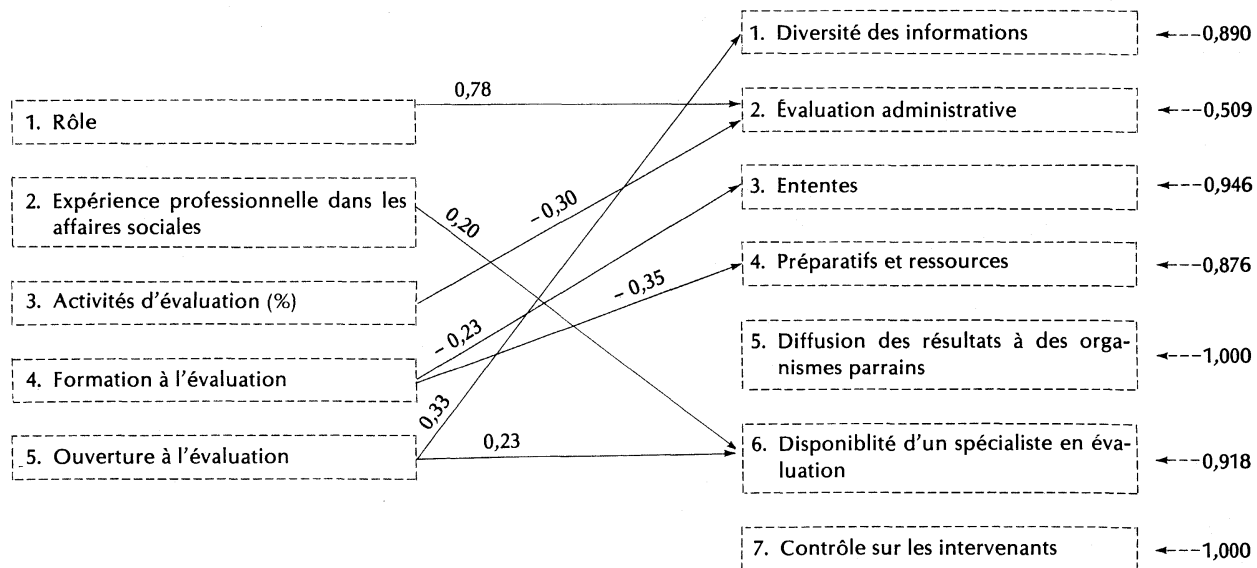 1. Diversité des informations
0,890
0,78
1. Rôle
2. Évaluation administrative
0,509
2. Expérience professionnelle dans les
affaires sociales
0,20
- 0,30
3. Ententes
0,946
3. Activités d'évaluation (%)
- 0,35
4. Préparatifs et ressources
0,876
4. Formation à l'évaluation
- 0,23
5. Diffusion des résultats à des orga-
nismes parrains
1,000
5. Ouverture à l'évaluation
0,33
0,23
6. Disponiblité d'un spécialiste en éva-
luation
0,918
7. Contrôle sur les intervenants
1,000